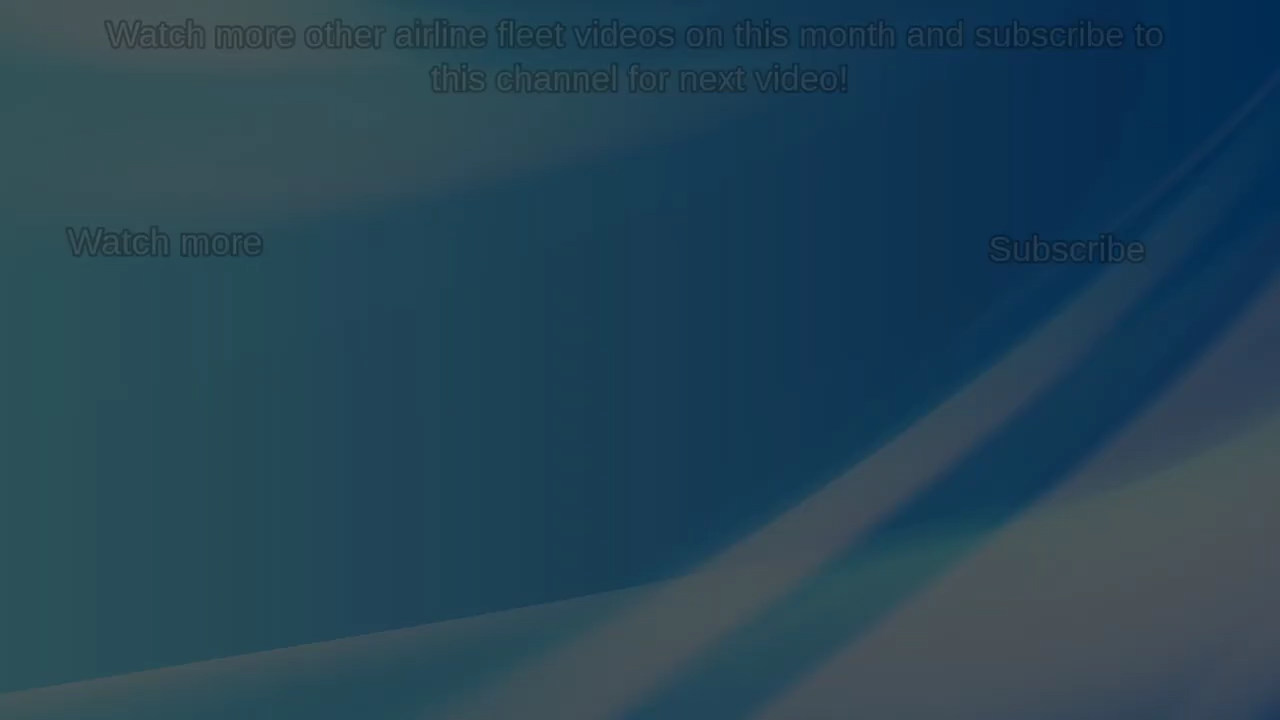 Watch more other airline fleet videos on this month and subscribe to
this channel for next video!
Watch more
Subscribe